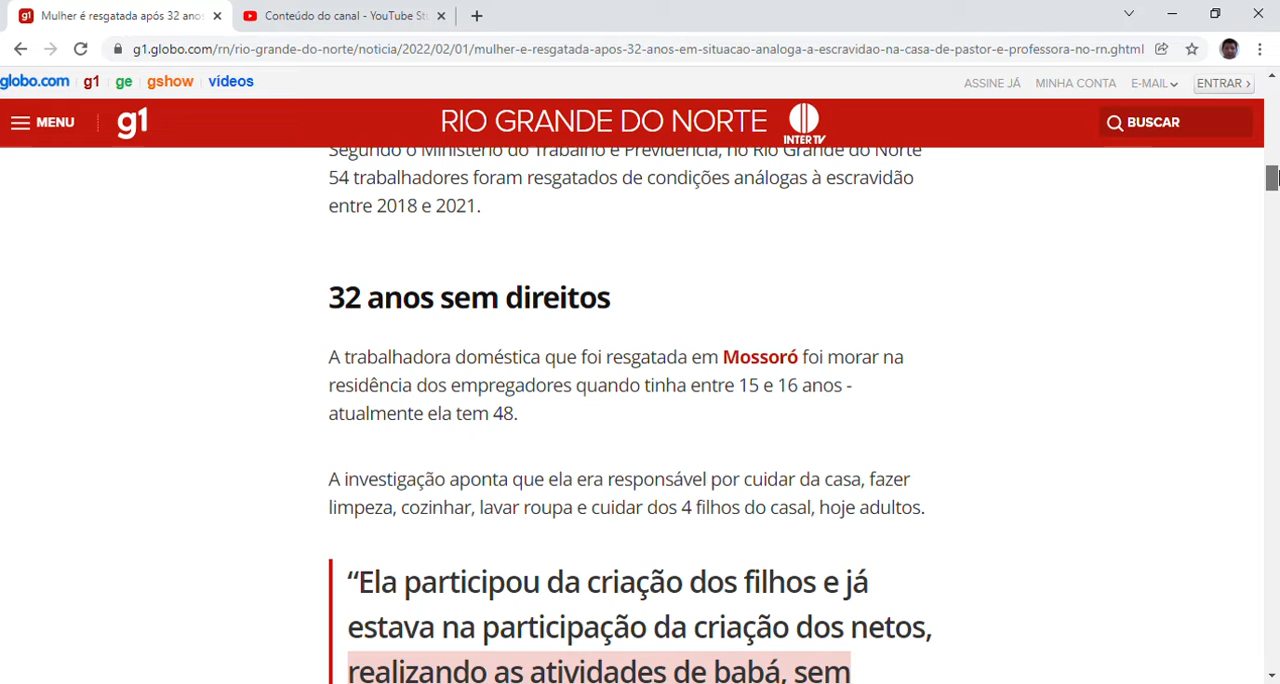 Mulher é resgatada após 32 anos
Conteúdo do canal - YouTube St
g1.globo.com/rn/rio-grande-do-norte/noticia/2022/02/01/mulher-e-resgatada-apos-32-anos-em-situacao-analoga-a-escravidao-na-casa-de-pastor-e-professora-no-rn.ghtml
globo.com g1 ge gshow videos
ASSINE JÁ MINHA CONTA E-MAIL ENTRAR ›
MENU g1 RIO GRANDE DO NORTE INTER TV BUSCAR
Segundo o Ministério do Trabalho e Previdência, no Rio Grande do Norte
54 trabalhadores foram resgatados de condições análogas à escravidão
entre 2018 e 2021.
32 anos sem direitos
A trabalhadora doméstica que foi resgatada em Mossoró foi morar na
residência dos empregadores quando tinha entre 15 e 16 anos -
atualmente ela tem 48.
A investigação aponta que ela era responsável por cuidar da casa, fazer
limpeza, cozinhar, lavar roupa e cuidar dos 4 filhos do casal, hoje adultos.
“Ela participou da criação dos filhos e já
estava na participação da criação dos netos,
realizando as atividades de babá, sem